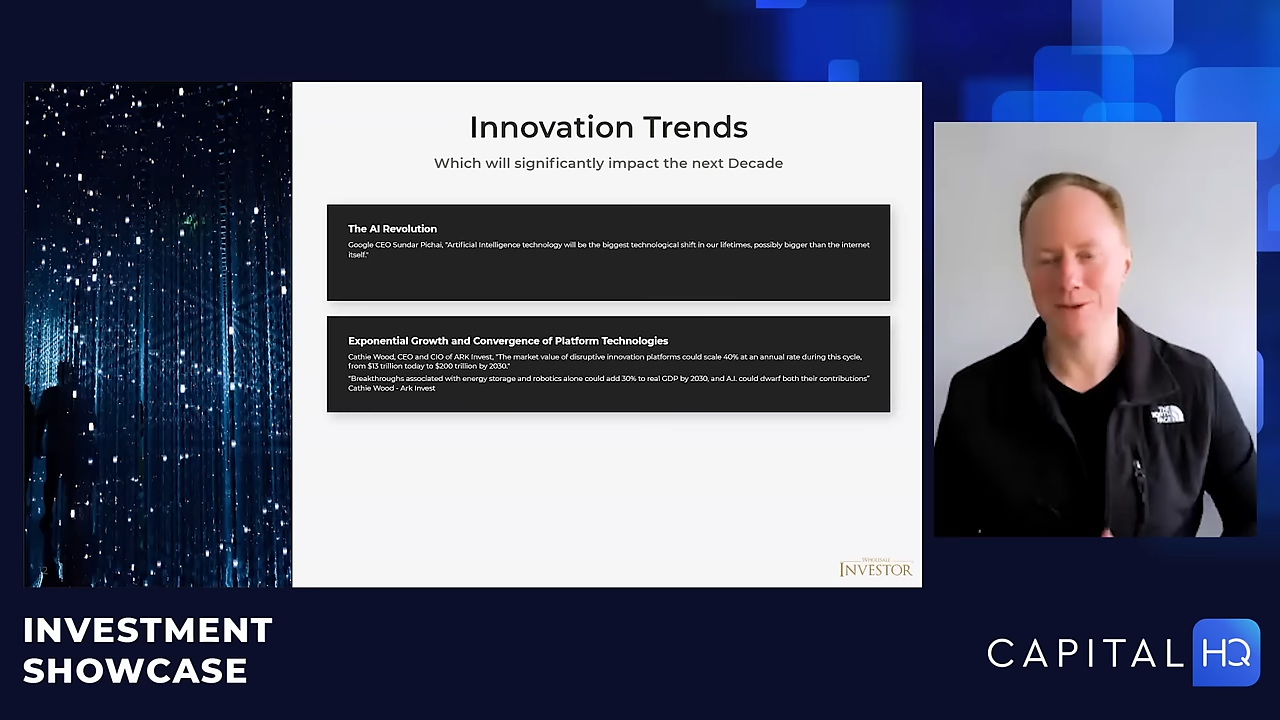 Innovation Trends
Which will significantly impact the next Decade
The AI Revolution
Google CEO Sundar Pichai, "Artificial Intelligence technology will be the biggest technological shift in our lifetimes, possibly bigger than the internet
itself."
Exponential Growth and Convergence of Platform Technologies
Cathie Wood, CEO and CIO of ARK Invest, "The market value of disruptive innovation platforms could scale 40% at an annual rate during this cycle,
from $13 trillion today to $200 trillion by 2030."
"Breakthroughs associated with energy storage and robotics alone could add 30% to real GDP by 2030, and A.I. could dwarf both their contributions"
Cathie Wood - Ark Invest
WHOLESALE
INVESTOR
2
THE
NORTH
FACE
INVESTMENT
SHOWCASE
CAPITAL HQ